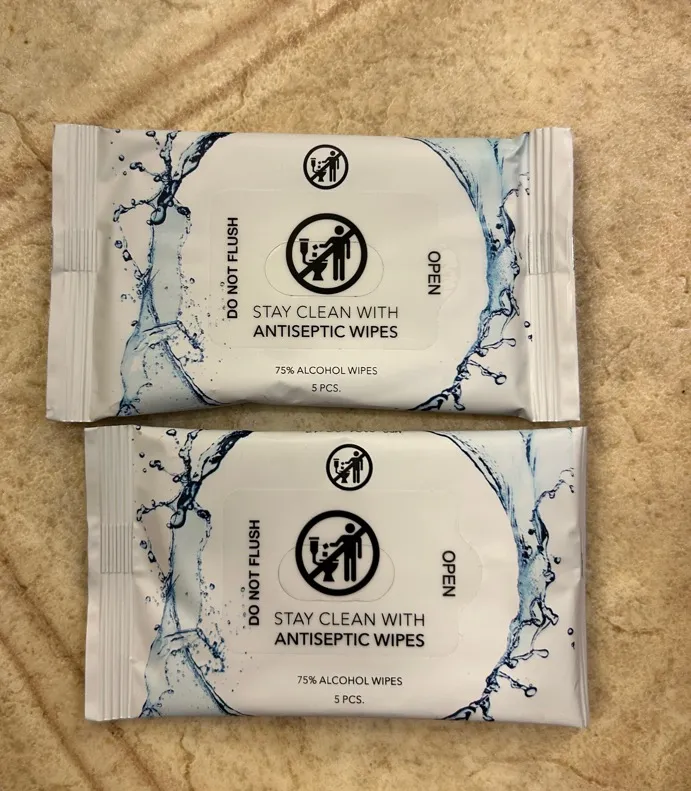 DO NOT FLUSH
OPEN
STAY CLEAN WITH
ANTISEPTIC WIPES
75% ALCOHOL WIPES
5 PCS.
DO NOT FLUSH
OPEN
STAY CLEAN WITH
ANTISEPTIC WIPES
75% ALCOHOL WIPES
5 PCS.